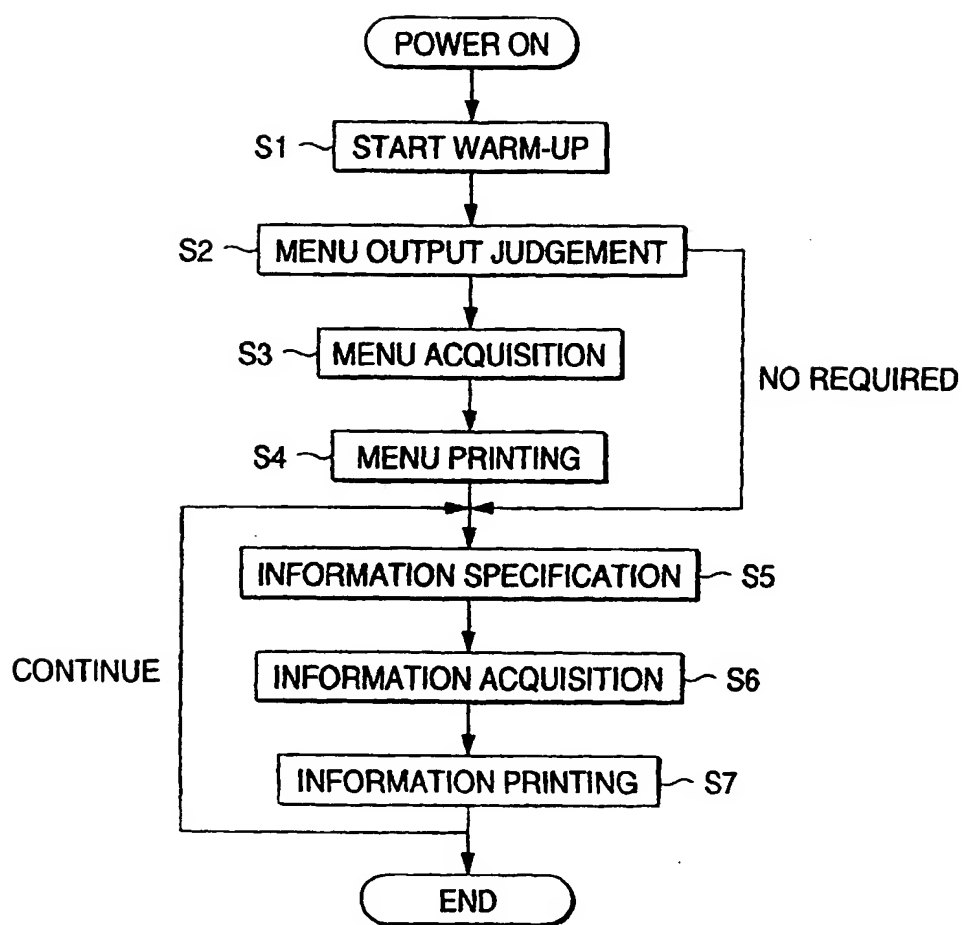 POWER ON
S1 START WARM-UP
S2 MENU OUTPUT JUDGEMENT
S3 MENU ACQUISITION
NO REQUIRED
S4 MENU PRINTING
INFORMATION SPECIFICATION S5
CONTINUE
INFORMATION ACQUISITION S6
INFORMATION PRINTING S7
END